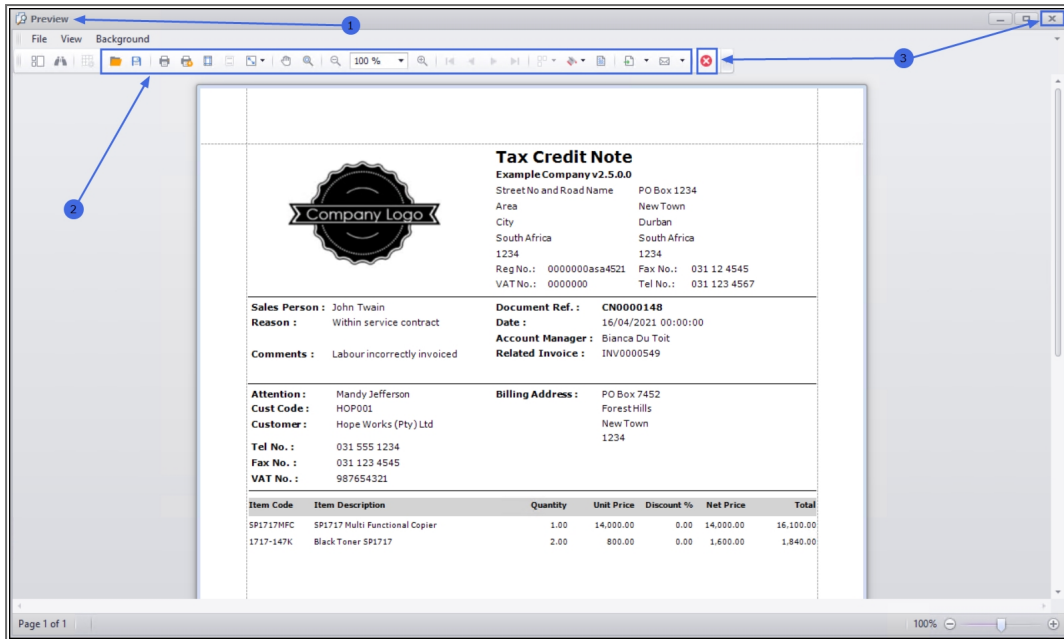 Preview
1
File View Background
100 %
3
2
Company Logo
Tax Credit Note
Example Company v2.5.0.0
Street No and Road Name PO Box 1234
Area New Town
City Durban
South Africa South Africa
1234 1234
Reg No.: 0000000asa4521 Fax No.: 031 12 4545
VAT No.: 0000000 Tel No.: 031 123 4567
Sales Person : John Twain Document Ref. : CN0000148
Reason : Within service contract Date : 16/04/2021 00:00:00
Account Manager : Bianca Du Toit
Comments : Labour incorrectly invoiced Related Invoice : INV0000549
Attention : Mandy Jefferson Billing Address : PO Box 7452
Cust Code : HOP001 Forest Hills
Customer : Hope Works (Pty) Ltd New Town
1234
Tel No. : 031 555 1234
Fax No. : 031 123 4545
VAT No. : 987654321
Item Code Item Description Quantity Unit Price Discount % Net Price Total
SP1717MFC SP1717 Multi Functional Copier 1.00 14,000.00 0.00 14,000.00 16,100.00
1717-147K Black Toner SP1717 2.00 800.00 0.00 1,600.00 1,840.00
Page 1 of 1 100%